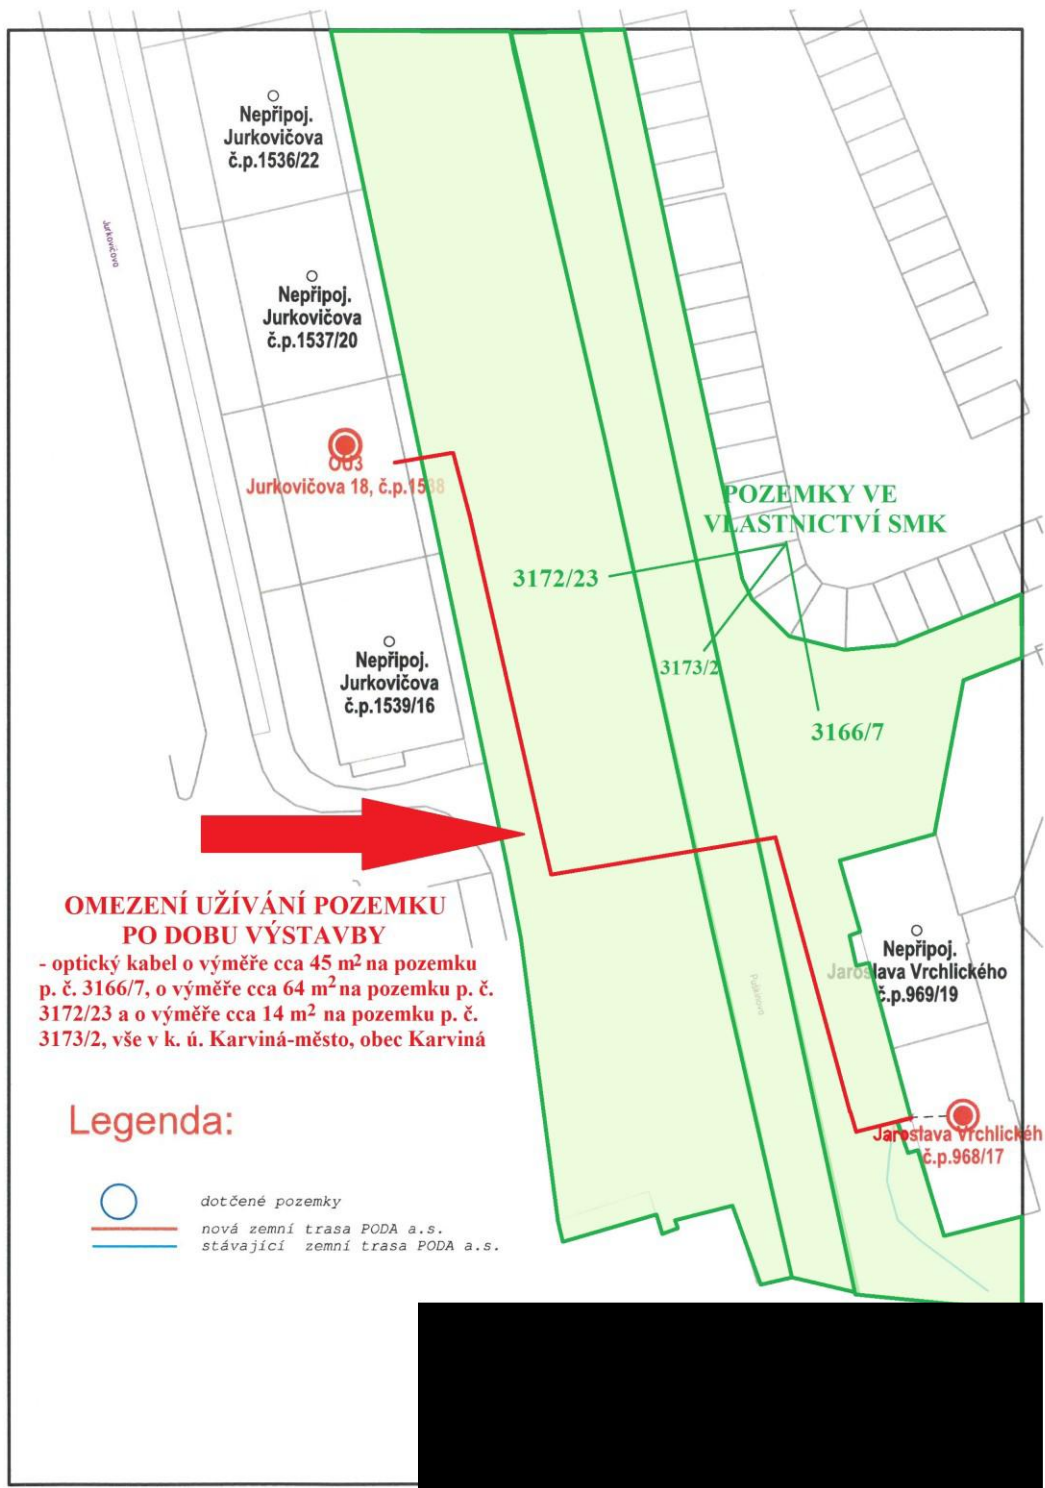 Nepřipoj.
Jurkovičova
č.p.1536/22
Jurkovičova
Nepřipoj.
Jurkovičova
č.p.1537/20
OU3
Jurkovičova 18, č.p.1538
POZEMKY VE
VLASTNICTVÍ SMK
3172/23
3173/2
3166/7
Nepřipoj.
Jurkovičova
č.p.1539/16
OMEZENÍ UŽÍVÁNÍ POZEMKU
PO DOBU VÝSTAVBY
- optický kabel o výměře cca 45 m² na pozemku
p. č. 3166/7, o výměře cca 64 m² na pozemku p. č.
3172/23 a o výměře cca 14 m² na pozemku p. č.
3173/2, vše v k. ú. Karviná-město, obec Karviná
Nepřipoj.
Jaroslava Vrchlického
č.p.969/19
Jaroslava Vrchlickéh
č.p.968/17
Legenda:
dotčené pozemky
nová zemní trasa PODA a.s.
stávající zemní trasa PODA a.s.